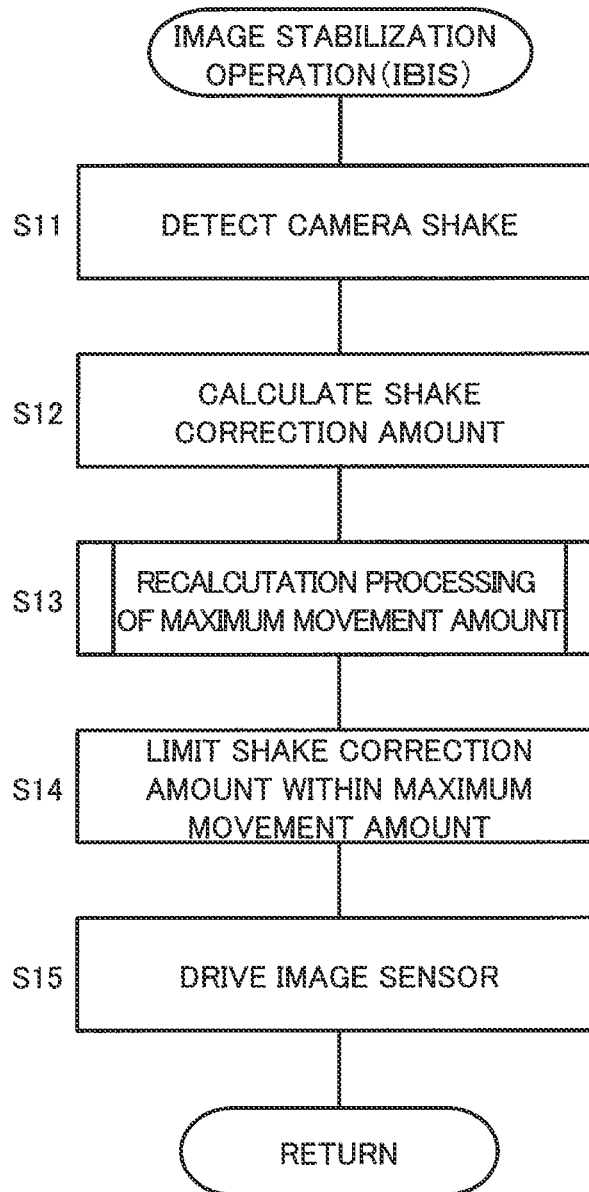 IMAGE STABILIZATION
OPERATION(IBIS)
S11
DETECT CAMERA SHAKE
S12
CALCULATE SHAKE
CORRECTION AMOUNT
S13
RECALCUTATION PROCESSING
OF MAXIMUM MOVEMENT AMOUNT
S14
LIMIT SHAKE CORRECTION
AMOUNT WITHIN MAXIMUM
MOVEMENT AMOUNT
S15
DRIVE IMAGE SENSOR
RETURN